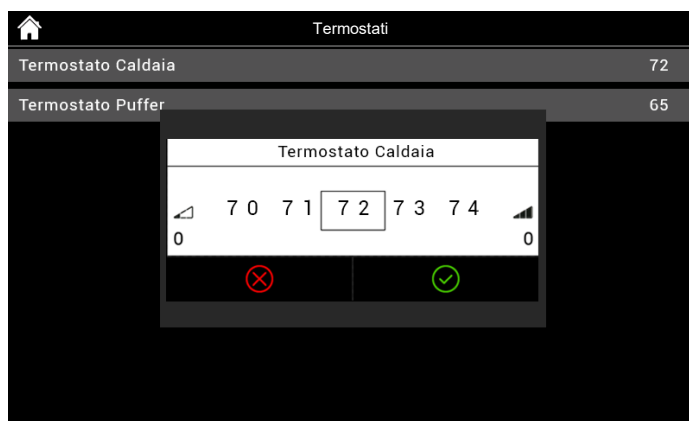 Termostati
Termostato Caldaia 72
Termostato Puffer 65
Termostato Caldaia
70 71 72 73 74
0 0